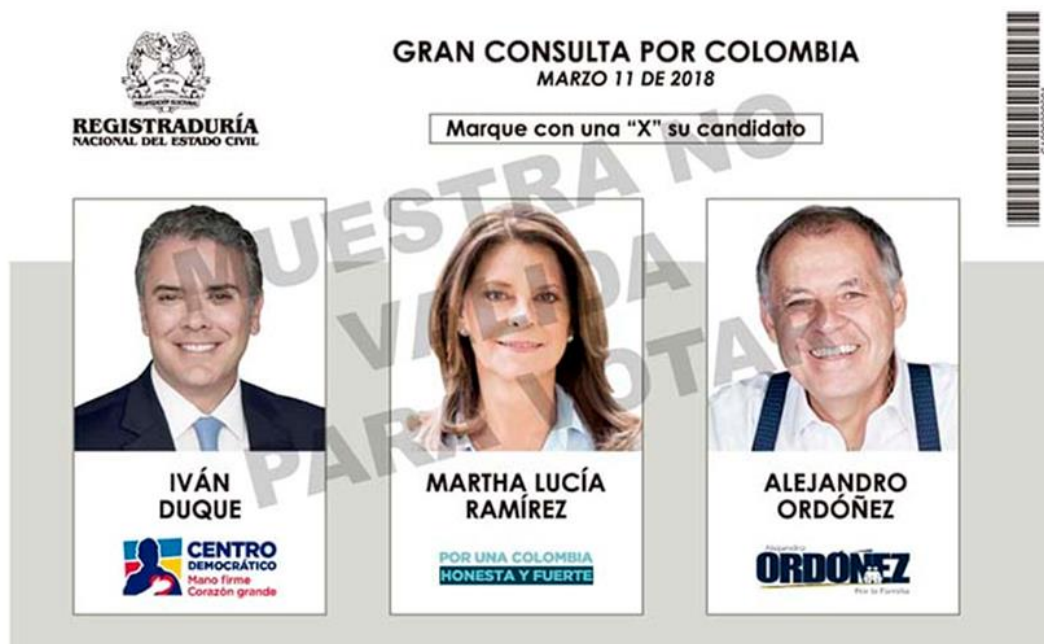 GRAN CONSULTA POR COLOMBIA
MARZO 11 DE 2018
REGISTRADURÍA
NACIONAL DEL ESTADO CIVIL
Marque con una “X” su candidato
MUESTRA NO
VALIDA
PARA VOTAR
IVÁN
DUQUE
CENTRO
DEMOCRÁTICO
Mano firme
Corazón grande
MARTHA LUCÍA
RAMÍREZ
POR UNA COLOMBIA
HONESTA Y FUERTE
ALEJANDRO
ORDÓÑEZ
Alejandro
ORDÓÑEZ
Por la Familia